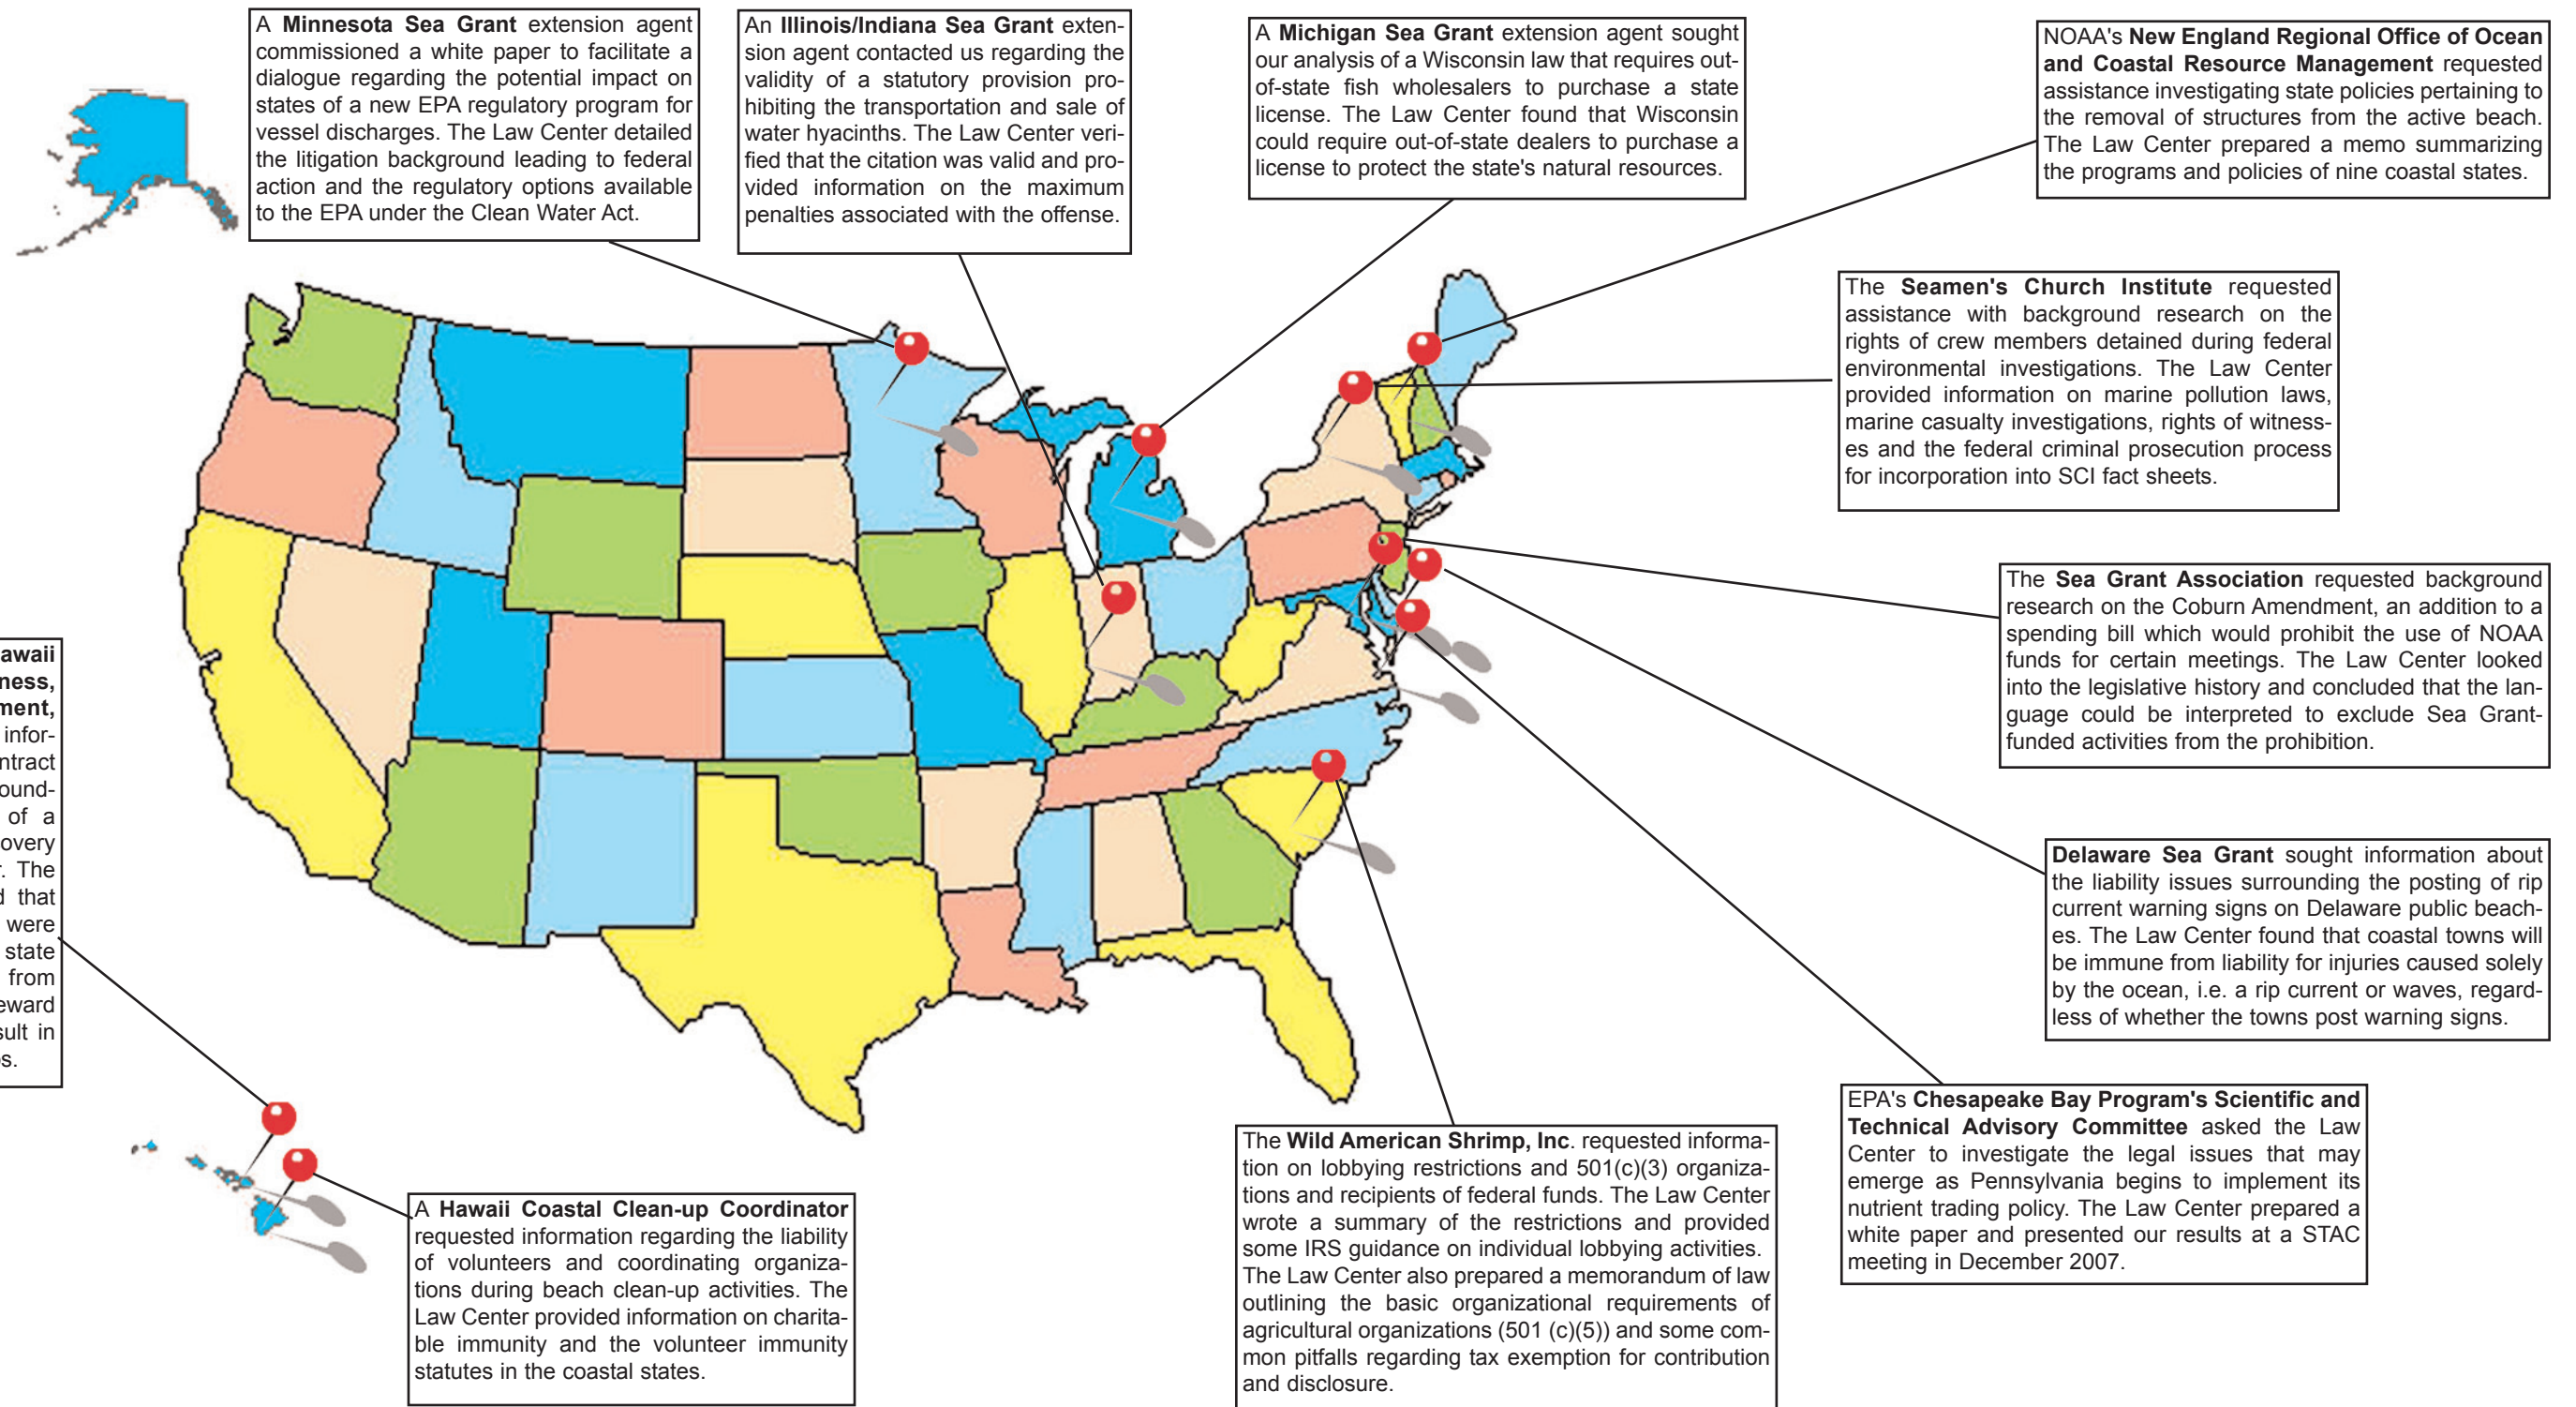 A Minnesota Sea Grant extension agent
commissioned a white paper to facilitate a
dialogue regarding the potential impact on
states of a new EPA regulatory program for
vessel discharges. The Law Center detailed
the litigation background leading to federal
action and the regulatory options available
to the EPA under the Clean Water Act.
An Illinois/Indiana Sea Grant exten-
sion agent contacted us regarding the
validity of a statutory provision pro-
hibiting the transportation and sale of
water hyacinths. The Law Center veri-
fied that the citation was valid and pro-
vided information on the maximum
penalties associated with the offense.
A Michigan Sea Grant extension agent sought
our analysis of a Wisconsin law that requires out-
of-state fish wholesalers to purchase a state
license. The Law Center found that Wisconsin
could require out-of-state dealers to purchase a
license to protect the state's natural resources.
NOAA's New England Regional Office of Ocean
and Coastal Resource Management requested
assistance investigating state policies pertaining to
the removal of structures from the active beach.
The Law Center prepared a memo summarizing
the programs and policies of nine coastal states.
The Seamen's Church Institute requested
assistance with background research on the
rights of crew members detained during federal
environmental investigations. The Law Center
provided information on marine pollution laws,
marine casualty investigations, rights of witness-
es and the federal criminal prosecution process
for incorporation into SCI fact sheets.
The Sea Grant Association requested background
research on the Coburn Amendment, an addition to a
spending bill which would prohibit the use of NOAA
funds for certain meetings. The Law Center looked
into the legislative history and concluded that the lan-
guage could be interpreted to exclude Sea Grant-
funded activities from the prohibition.
awaii
ness,
ment,
infor-
ntract
ound-
of a
overy
r. The
d that
were
state
from
eward
sult in
os.
Delaware Sea Grant sought information about
the liability issues surrounding the posting of rip
current warning signs on Delaware public beach-
es. The Law Center found that coastal towns will
be immune from liability for injuries caused solely
by the ocean, i.e. a rip current or waves, regard-
less of whether the towns post warning signs.
EPA's Chesapeake Bay Program's Scientific and
Technical Advisory Committee asked the Law
Center to investigate the legal issues that may
emerge as Pennsylvania begins to implement its
nutrient trading policy. The Law Center prepared a
white paper and presented our results at a STAC
meeting in December 2007.
The Wild American Shrimp, Inc. requested informa-
tion on lobbying restrictions and 501(c)(3) organiza-
tions and recipients of federal funds. The Law Center
wrote a summary of the restrictions and provided
some IRS guidance on individual lobbying activities.
The Law Center also prepared a memorandum of law
outlining the basic organizational requirements of
agricultural organizations (501 (c)(5)) and some com-
mon pitfalls regarding tax exemption for contribution
and disclosure.
A Hawaii Coastal Clean-up Coordinator
requested information regarding the liability
of volunteers and coordinating organiza-
tions during beach clean-up activities. The
Law Center provided information on charita-
ble immunity and the volunteer immunity
statutes in the coastal states.